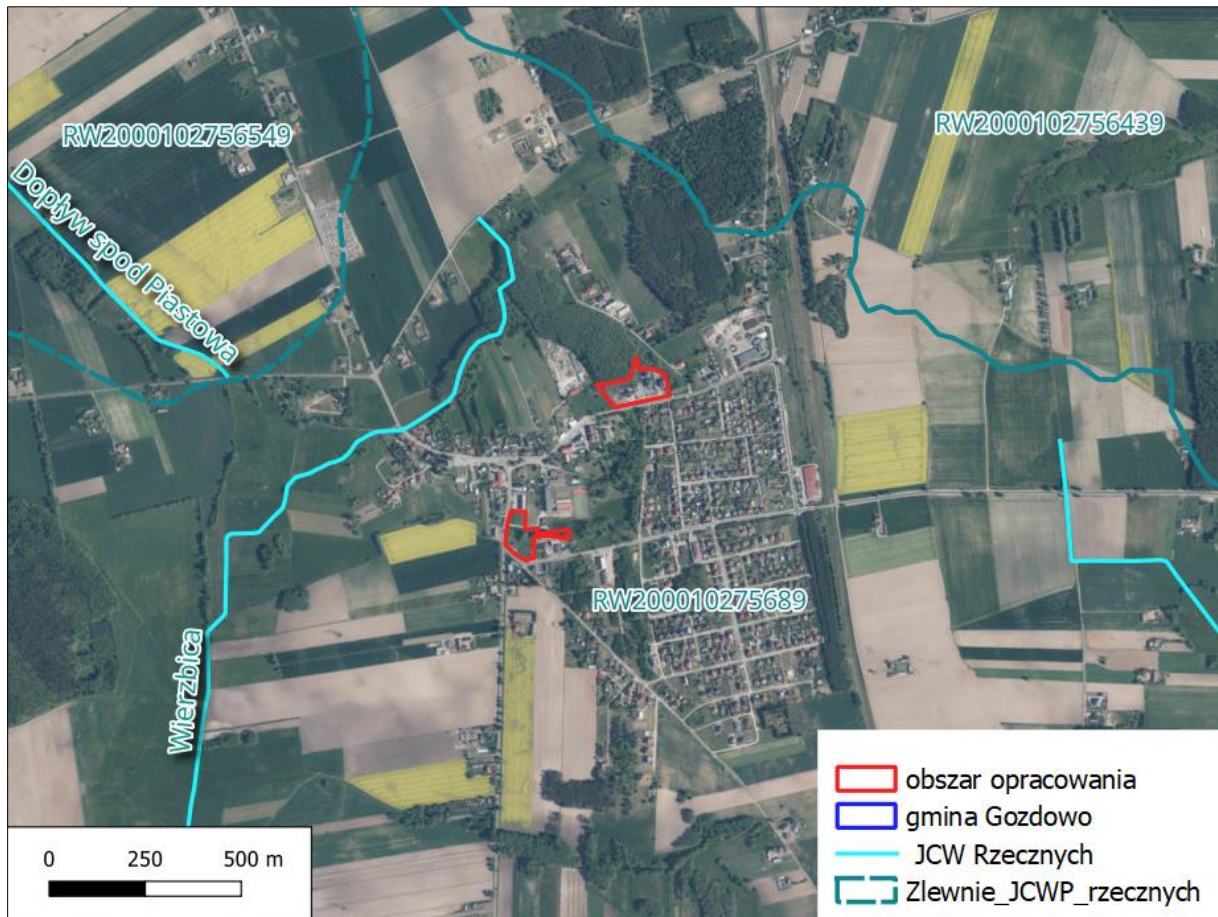 RW2000102756549
RW2000102756439
Dopływ spod Piastowa
RW200010275689
Wierzbica
obszar opracowania
gmina Gozdowo
JCW Rzecznych
Zlewnie_JCWP_rzecznych
0 250 500 m